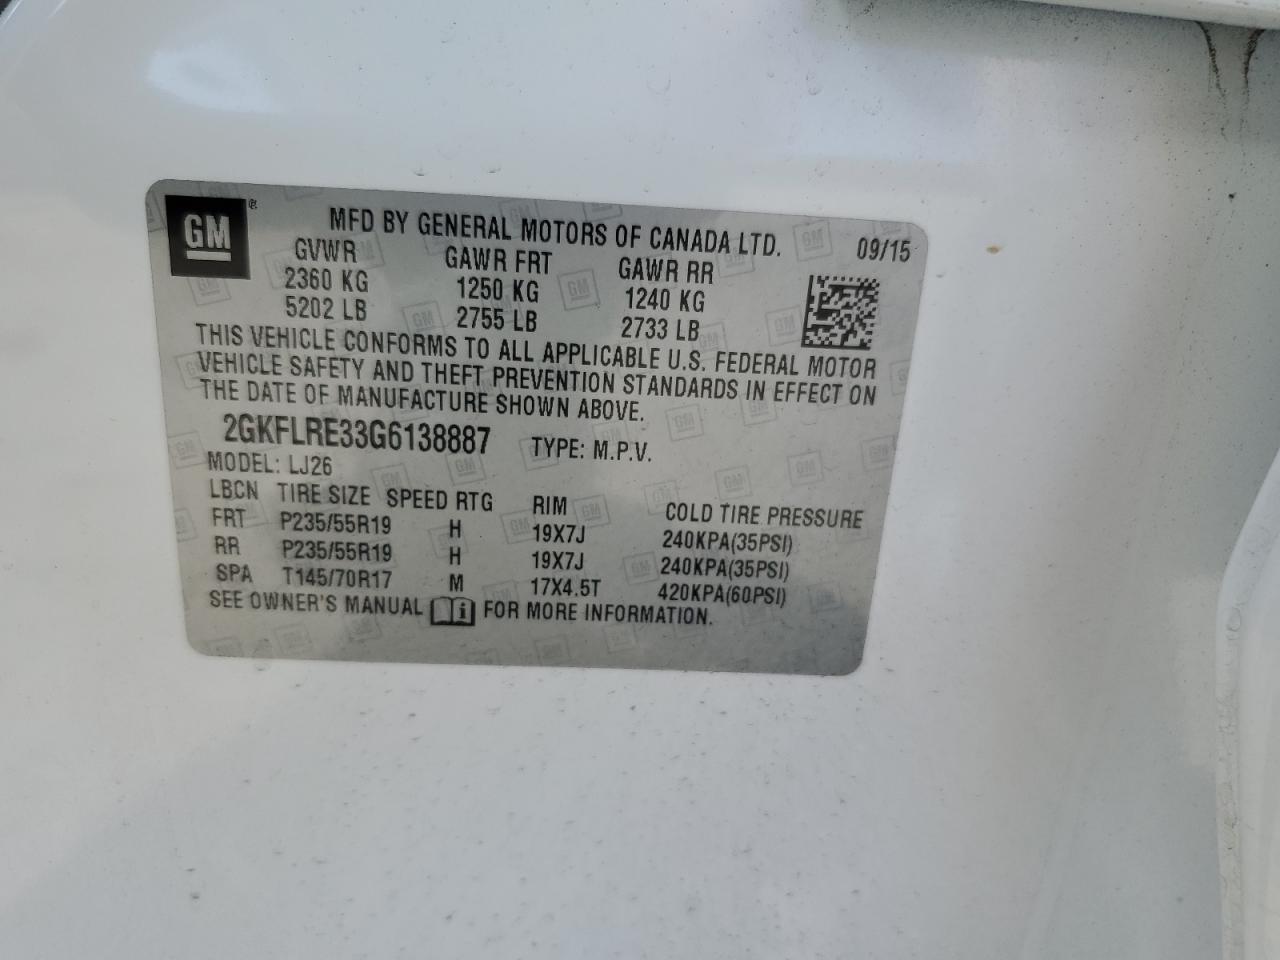 GM ®
MFD BY GENERAL MOTORS OF CANADA LTD. 09/15
GVWR GAWR FRT GAWR RR
2360 KG 1250 KG 1240 KG
5202 LB 2755 LB 2733 LB
THIS VEHICLE CONFORMS TO ALL APPLICABLE U.S. FEDERAL MOTOR
VEHICLE SAFETY AND THEFT PREVENTION STANDARDS IN EFFECT ON
THE DATE OF MANUFACTURE SHOWN ABOVE.
2GKFLRE33G6138887 TYPE: M.P.V.
MODEL: LJ26
LBCN TIRE SIZE SPEED RTG RIM COLD TIRE PRESSURE
FRT P235/55R19 H 19X7J 240KPA(35PSI)
RR P235/55R19 H 19X7J 240KPA(35PSI)
SPA T145/70R17 M 17X4.5T 420KPA(60PSI)
SEE OWNER'S MANUAL i FOR MORE INFORMATION.